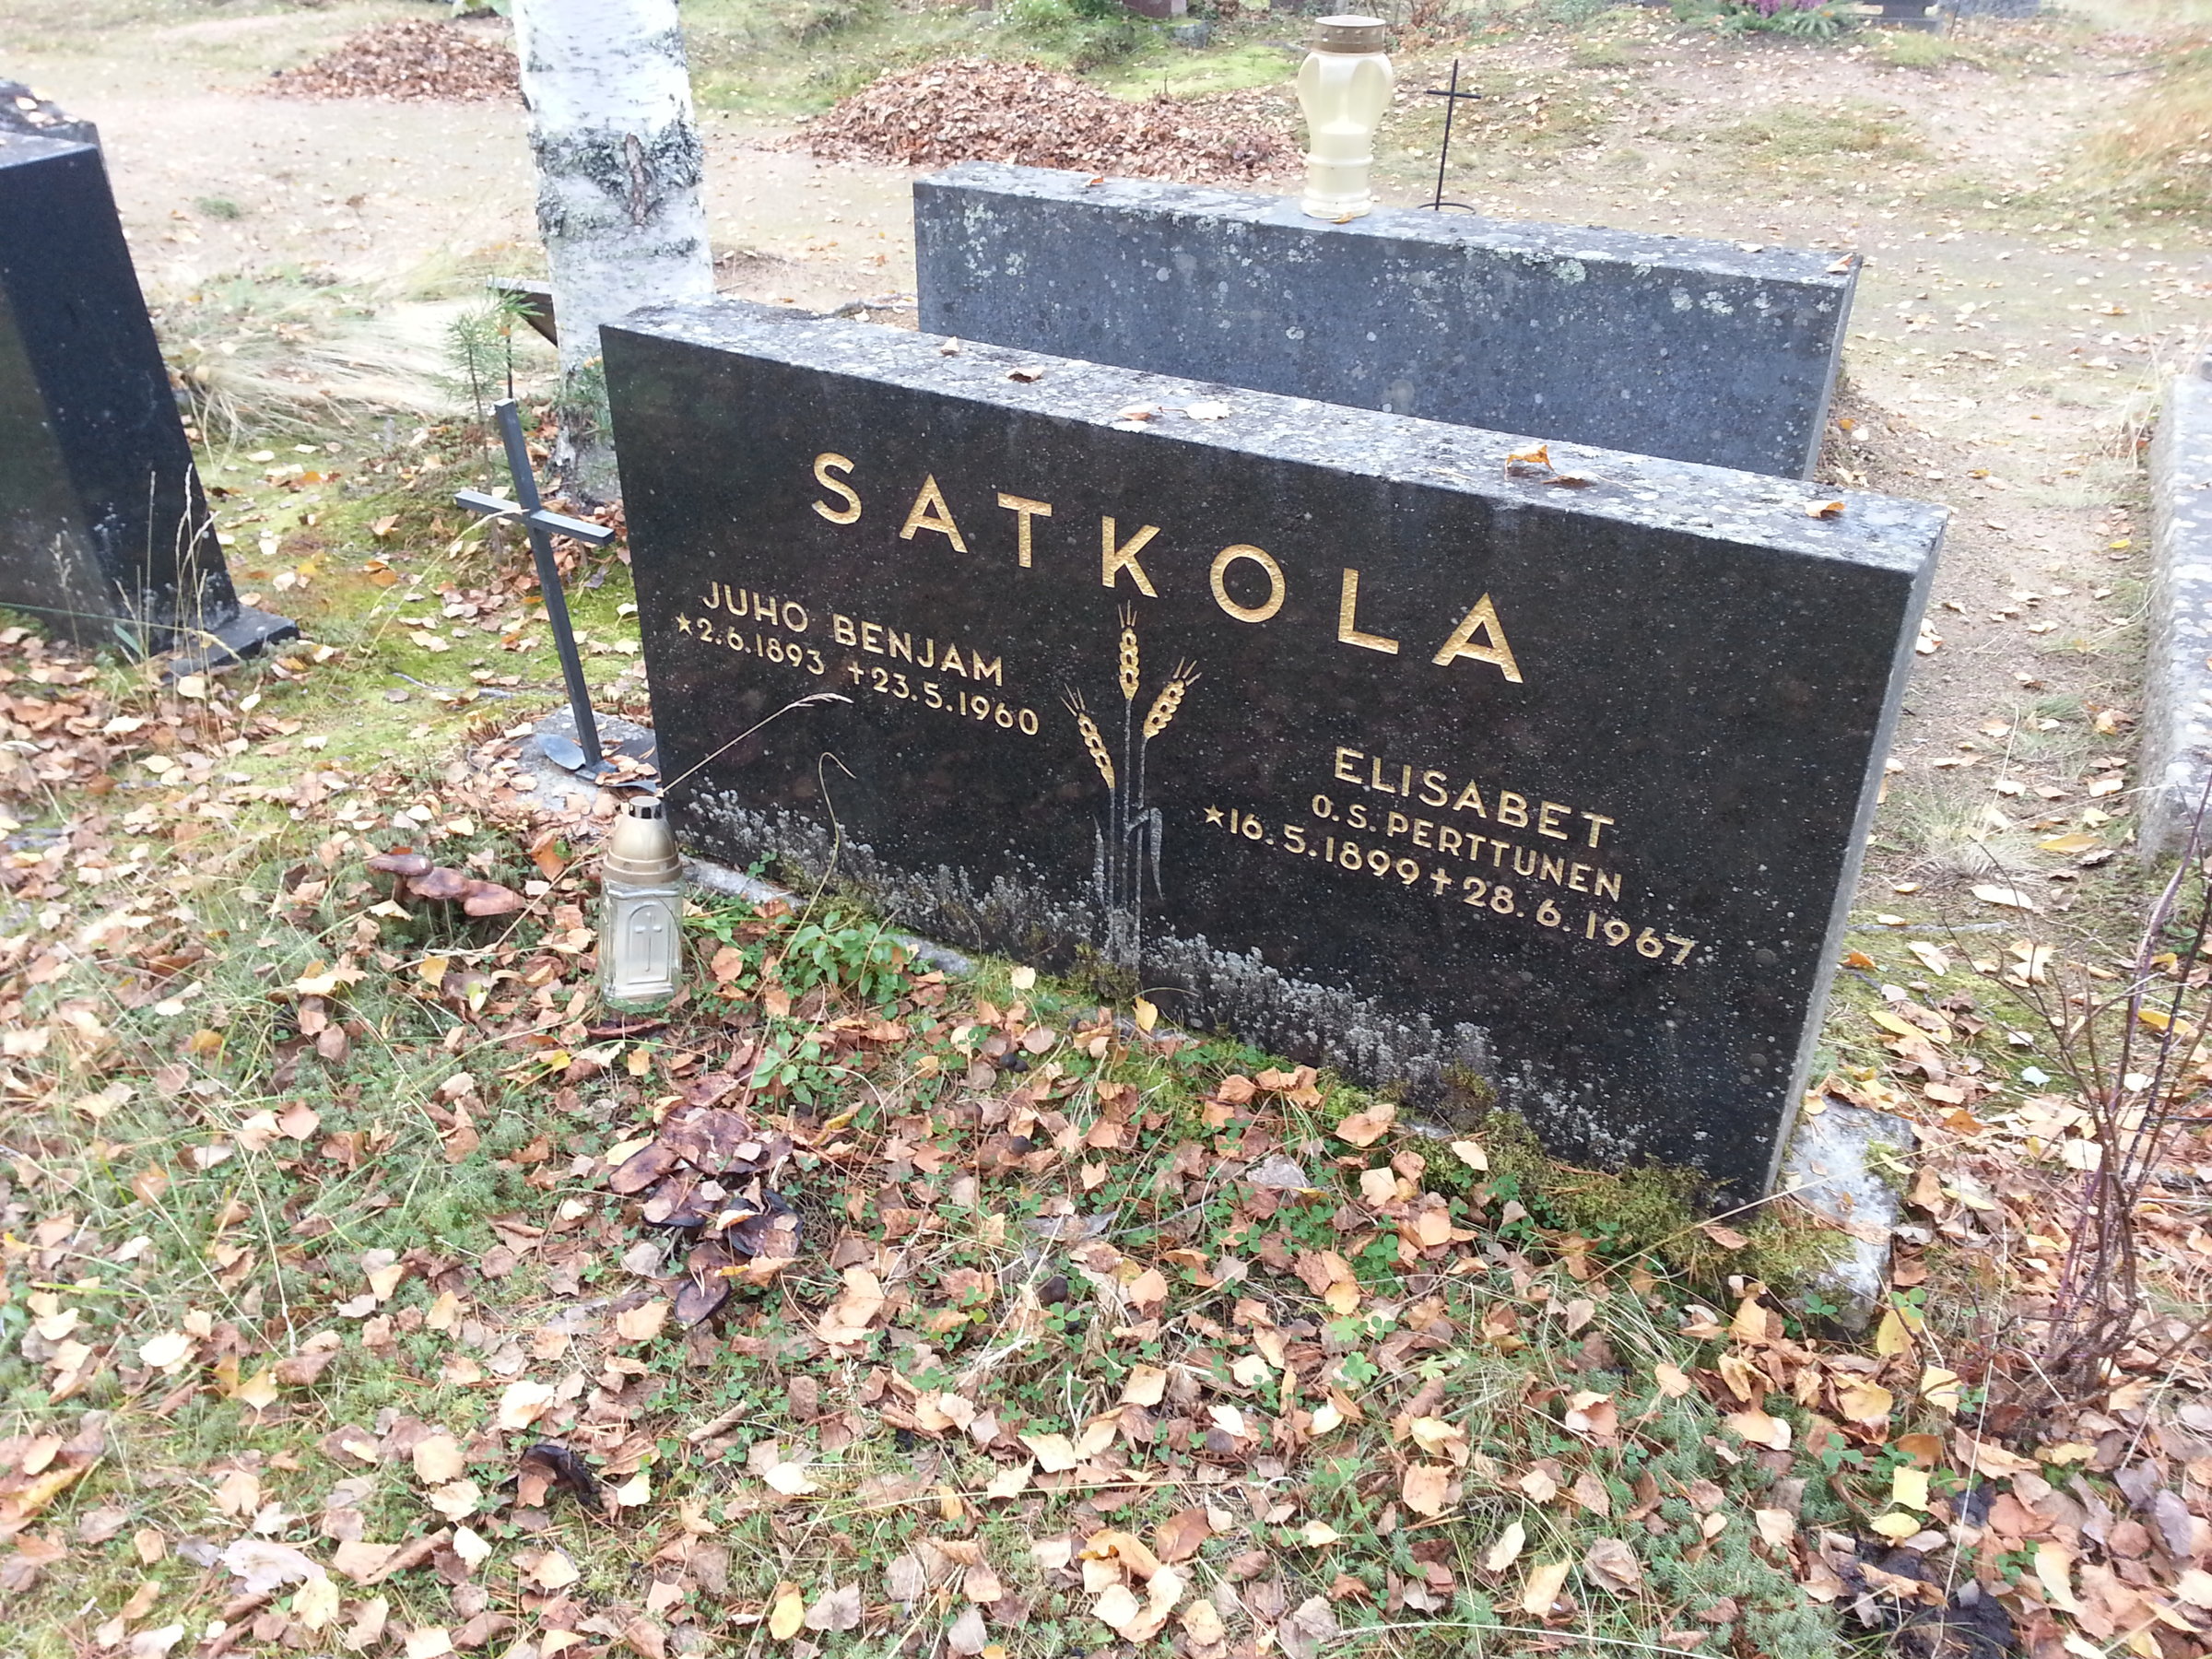 SATKOLA
JUHO BENJAM
★2.6.1893 ✝23.5.1960
ELISABET
O.S. PERTTUNEN
★16.5.1899 ✝28.6.1967